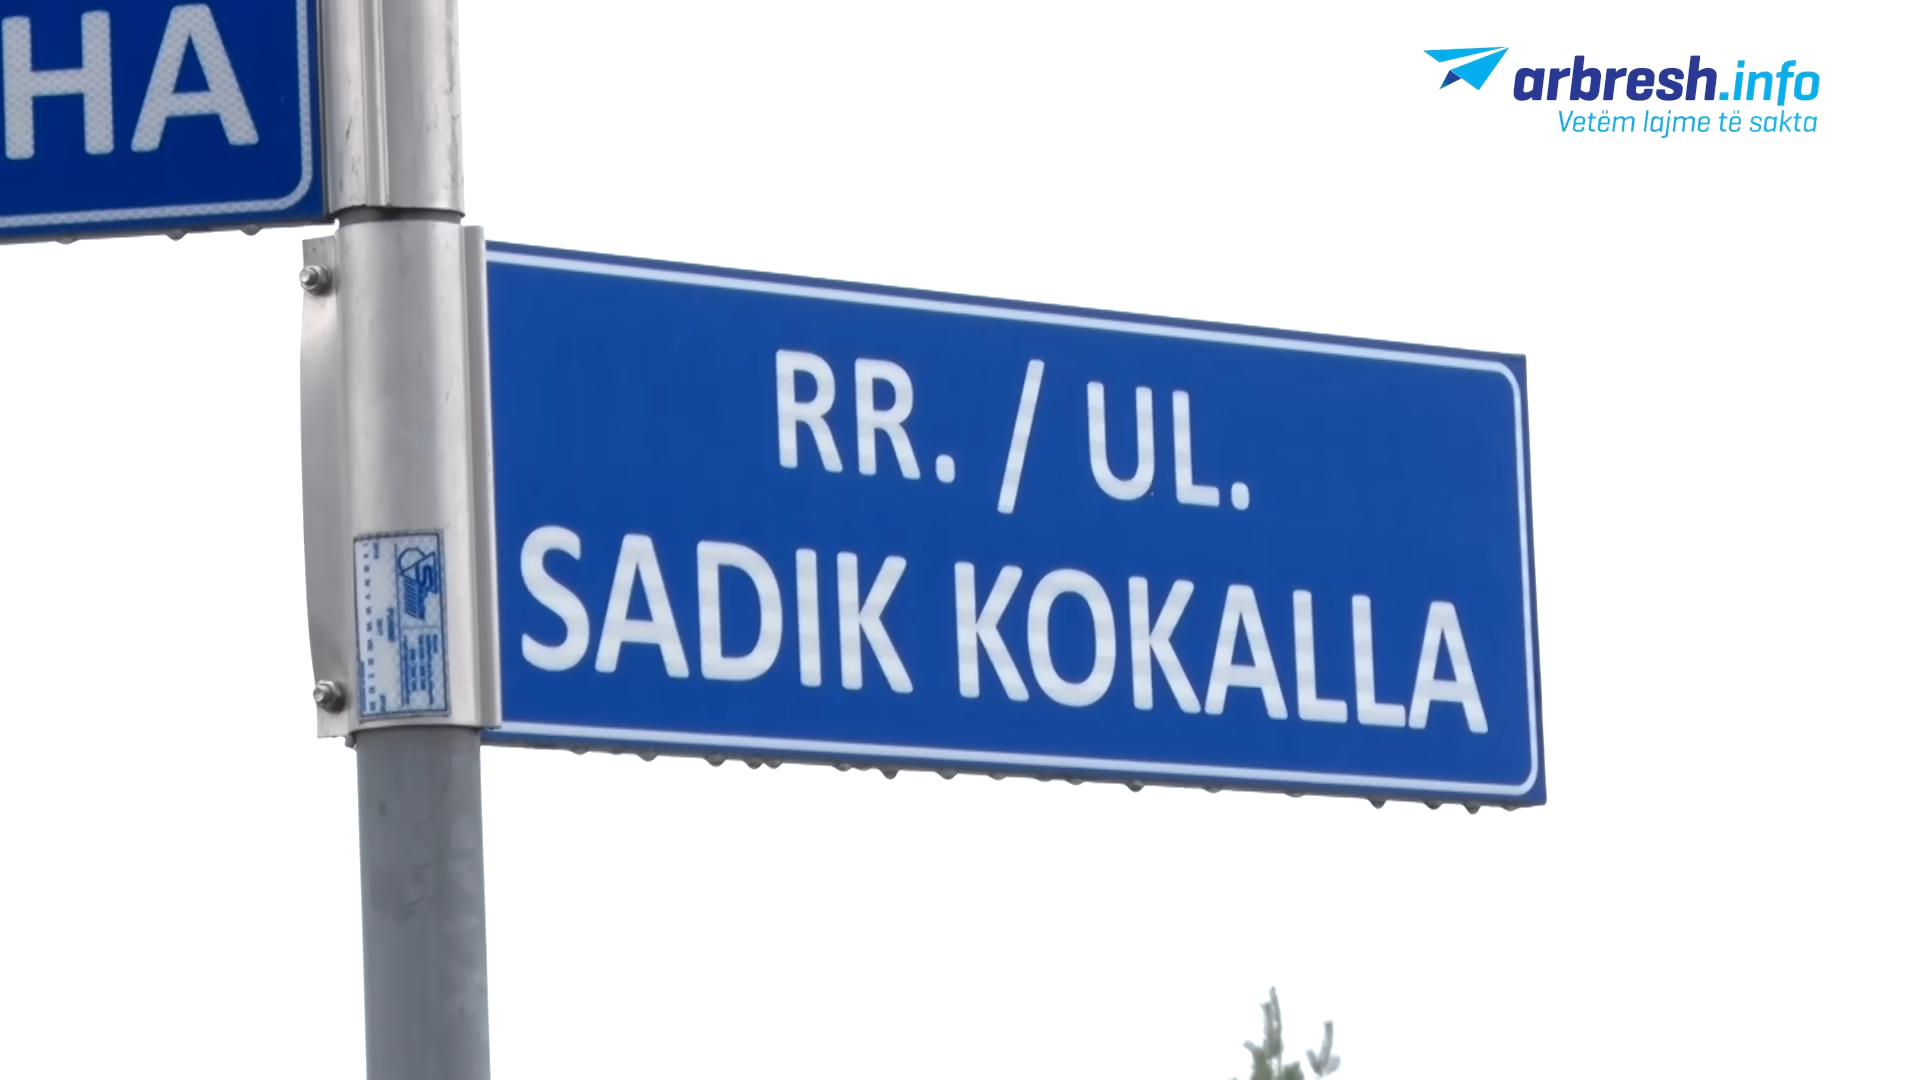 HA
arbresh.info
Vetëm lajme të sakta
RR. / UL.
SADIK KOKALLA